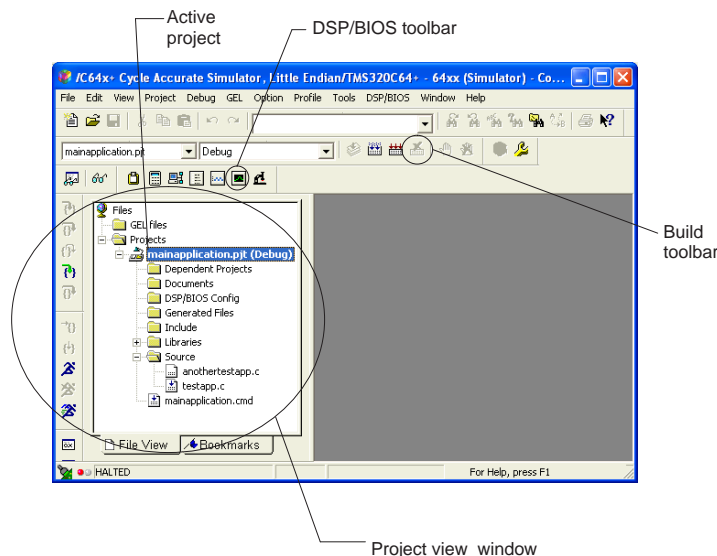 Active
project
DSP/BIOS toolbar
/C64x+ Cycle Accurate Simulator, Little Endian/TMS320C64+ - 64xx (Simulator) - Co...
File Edit View Project Debug GEL Option Profile Tools DSP/BIOS Window Help
mainapplication.pjt Debug
Files
GEL files
Projects
mainapplication.pjt (Debug)
Dependent Projects
Documents
DSP/BIOS Config
Generated Files
Include
Libraries
Source
anothertestapp.c
testapp.c
mainapplication.cmd
File View Bookmarks
HALTED For Help, press F1
Build
toolbar
Project view window